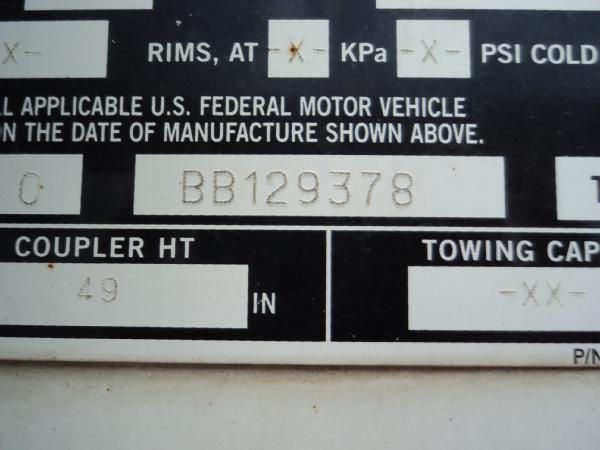 -X- RIMS, AT -X- KPa -X- PSI COLD
APPLICABLE U.S. FEDERAL MOTOR VEHICLE
ON THE DATE OF MANUFACTURE SHOWN ABOVE.
0 BB129378 T
COUPLER HT TOWING CAP
49 IN -XX-
P/N